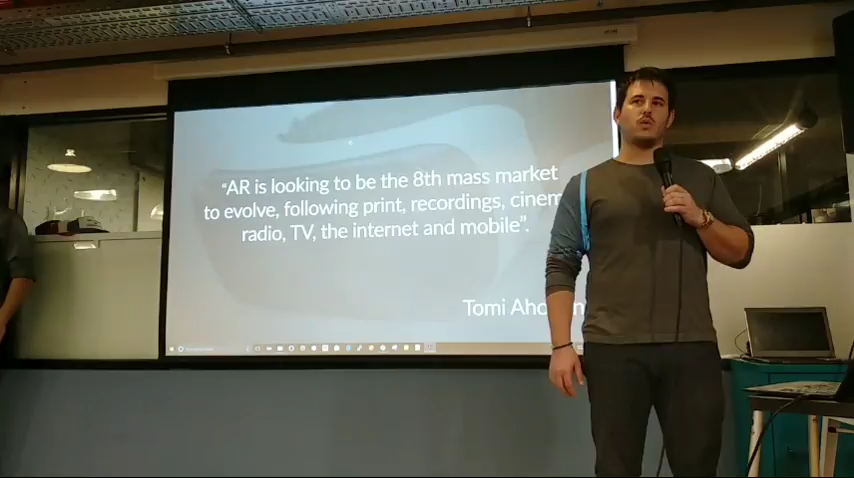 “AR is looking to be the 8th mass market
to evolve, following print, recordings, cinem
radio, TV, the internet and mobile”.
Tomi Aho n